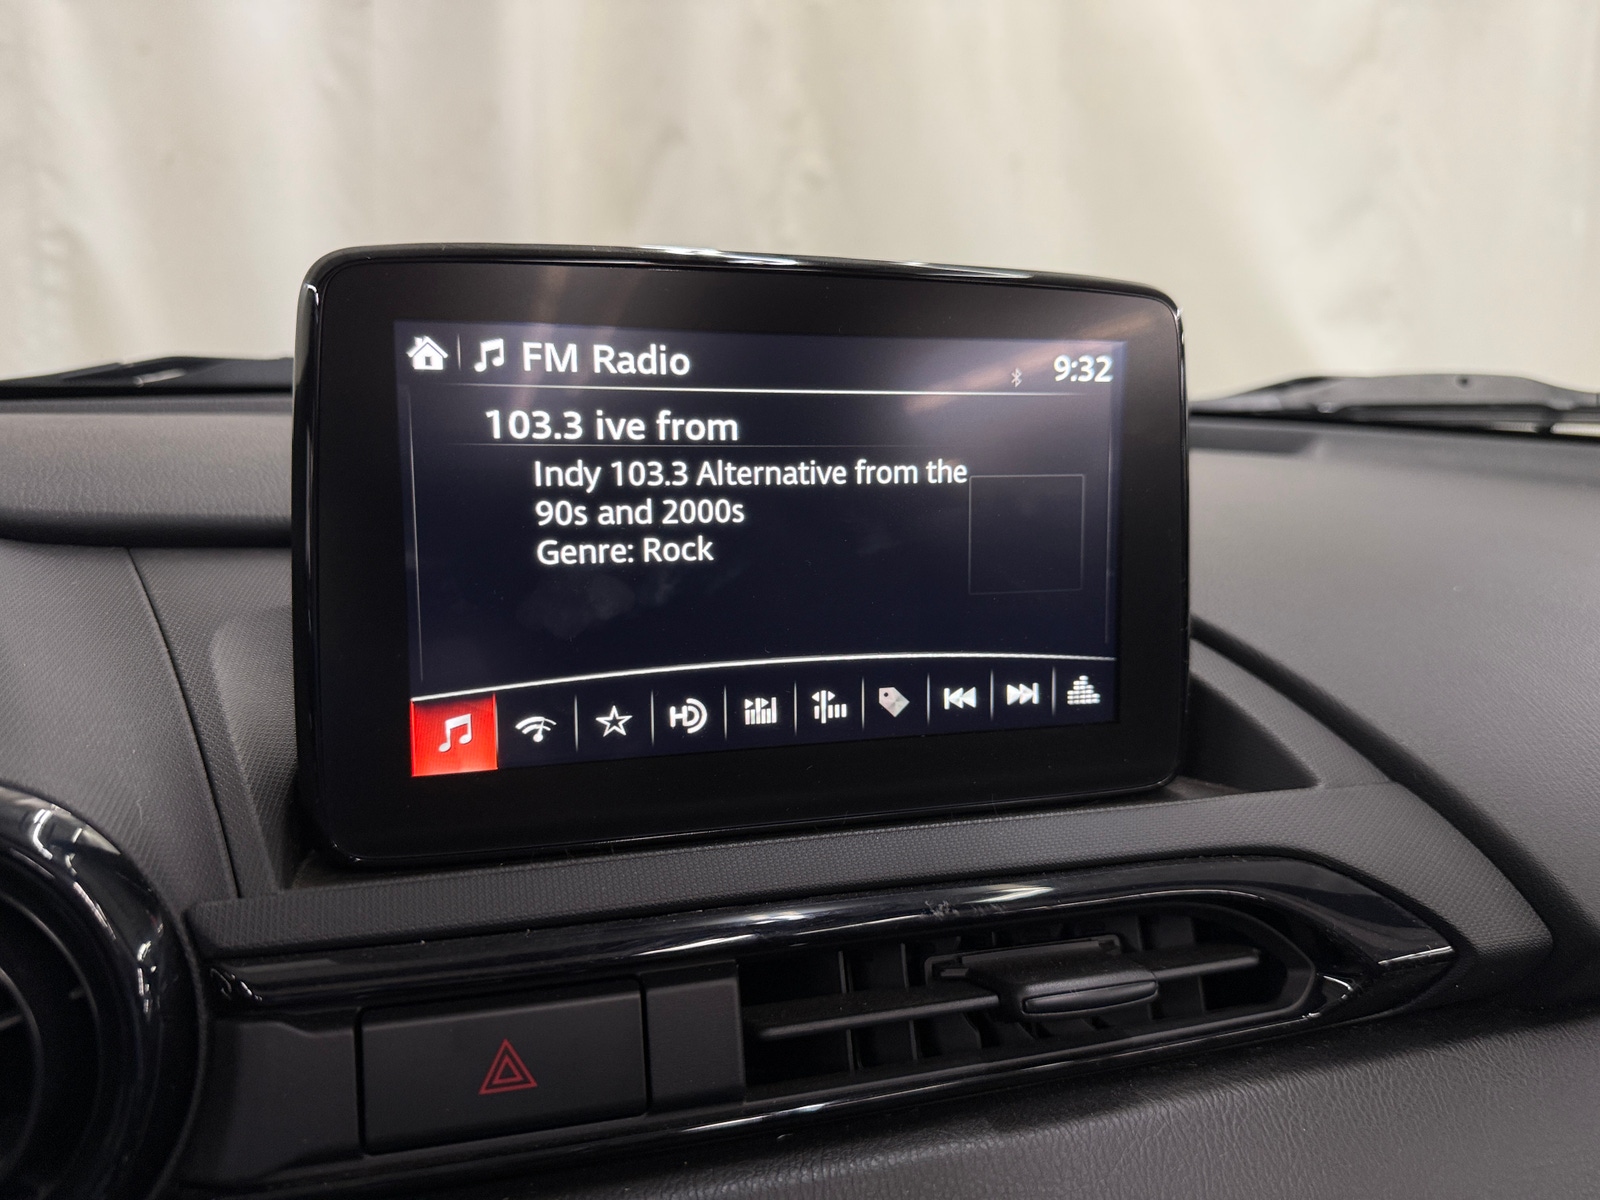 FM Radio
9:32
103.3 ive from
Indy 103.3 Alternative from the
90s and 2000s
Genre: Rock
HD